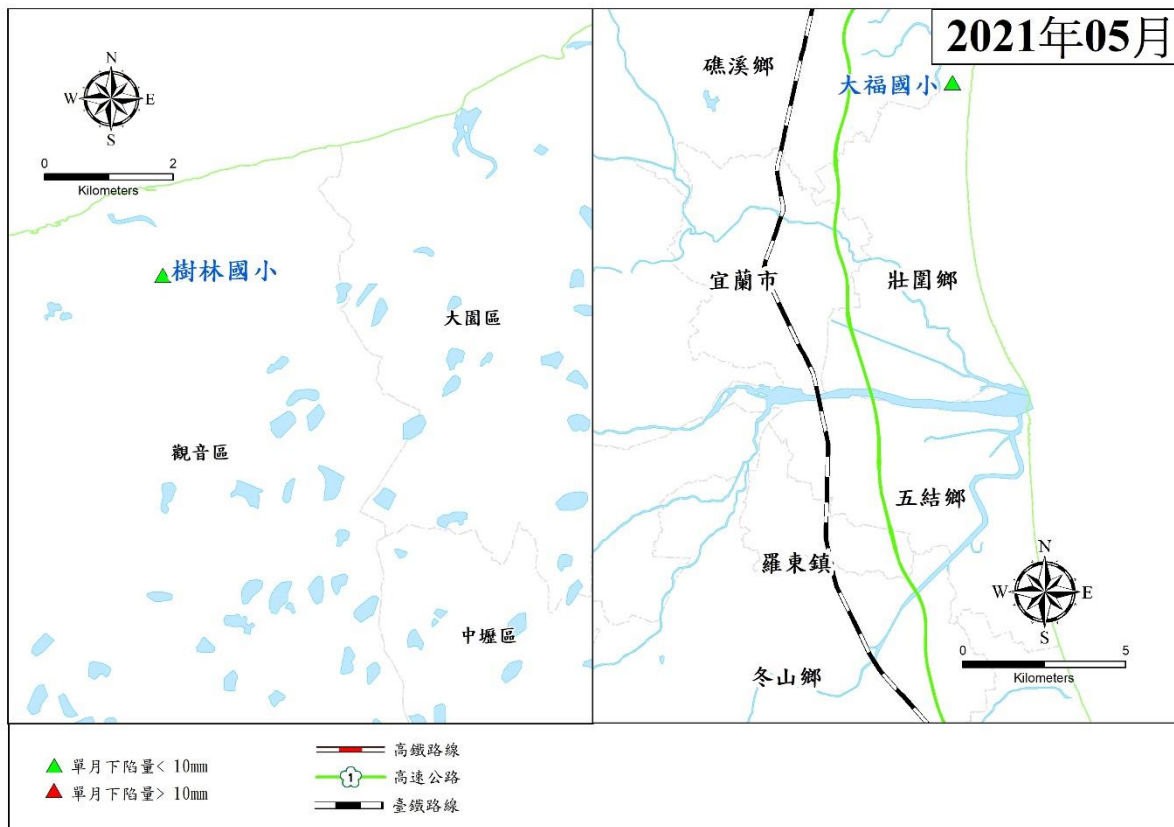 2021年05月
N
W
E
S
0
2
Kilometers
樹林國小
大園區
觀音區
中壢區
礁溪鄉
大福國小
宜蘭市
壯圍鄉
五結鄉
羅東鎮
N
W
E
S
0
5
Kilometers
冬山鄉
單月下陷量< 10mm
單月下陷量> 10mm
高鐵路線
1
高速公路
臺鐵路線